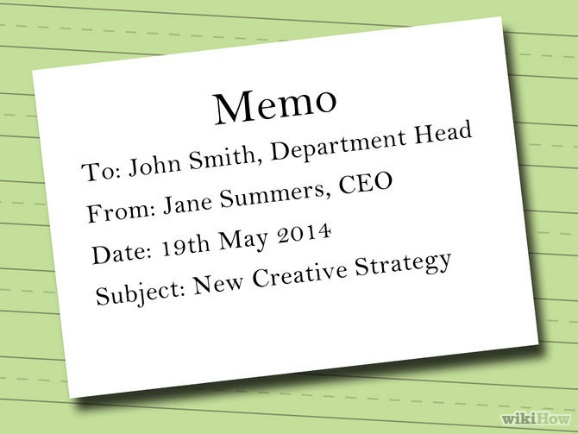 Memo
To: John Smith, Department Head
From: Jane Summers, CEO
Date: 19th May 2014
Subject: New Creative Strategy
wikiHow